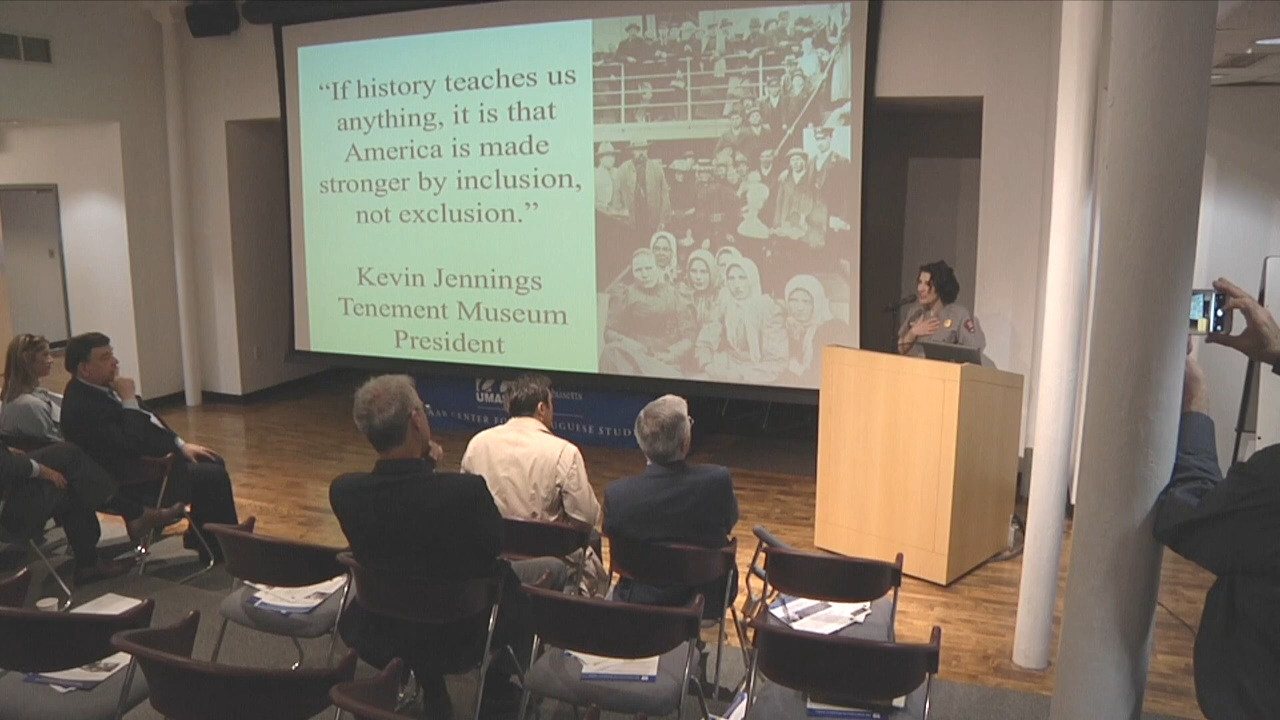 “If history teaches us
anything, it is that
America is made
stronger by inclusion,
not exclusion.”
Kevin Jennings
Tenement Museum
President